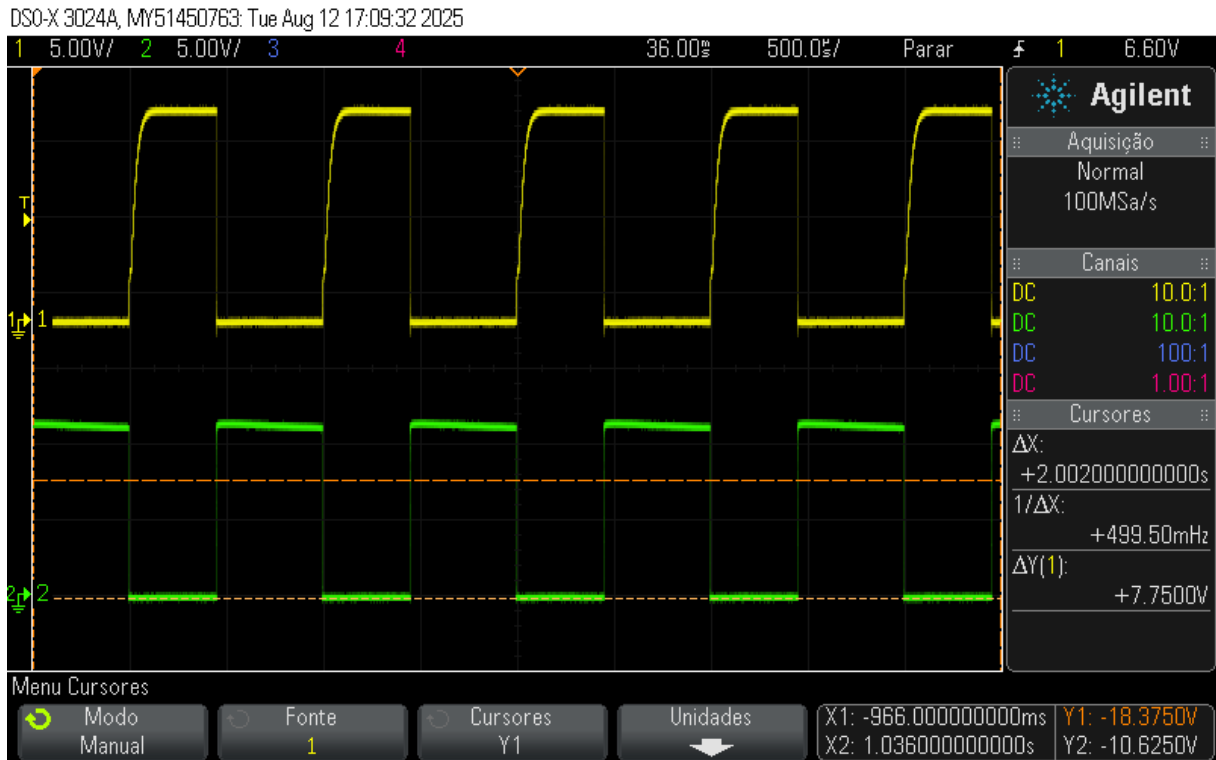 DSO-X 3024A, MY51450763: Tue Aug 12 17:09:32 2025
1 5.00V/ 2 5.00V/ 3 4 36.00ms 500.0µs/ Parar 1 6.60V
Agilent
Aquisição
Normal
100MSa/s
Canais
DC 10.0:1
DC 10.0:1
DC 100:1
DC 1.00:1
Cursores
ΔX:
+2.002000000000s
1/ΔX:
+499.50mHz
ΔY(1):
+7.7500V
T
1 1
2 2
Menu Cursores
Modo
Manual
Fonte
1
Cursores
Y1
Unidades
X1: -966.000000000ms
X2: 1.036000000000s
Y1: -18.3750V
Y2: -10.6250V